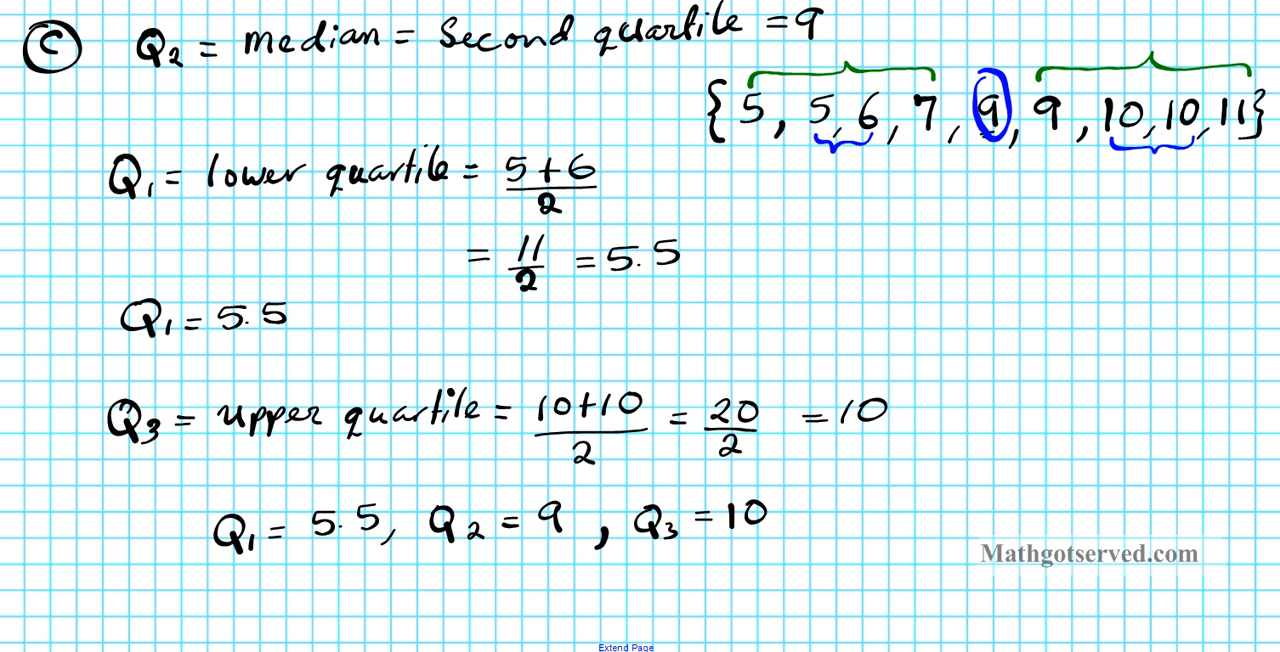 C Q₂ = median = Second quartile = 9
{5, 5, 6, 7, 9, 9, 10, 10, 11}
Q₁ = lower quartile = 5+6/2
= 11/2 = 5.5
Q₁ = 5.5
Q₃ = upper quartile = 10+10/2 = 20/2 = 10
Q₁ = 5.5, Q₂ = 9, Q₃ = 10
Mathgotserved.com
Extend Page